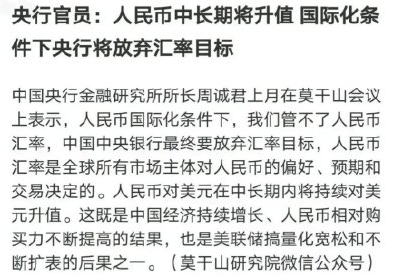 央行官员：人民币中长期将升值 国际化条
件下央行将放弃汇率目标
中国央行金融研究所所长周诚君上月在莫干山会议
上表示，人民币国际化条件下，我们管不了人民币
汇率，中国中央银行最终要放弃汇率目标，人民币
汇率是全球所有市场主体对人民币的偏好、预期和
交易决定的。人民币对美元在中长期内将持续对美
元升值。这既是中国经济持续增长、人民币相对购
买力不断提高的结果，也是美联储搞量化宽松和不
断扩表的后果之一。（莫干山研究院微信公众号）